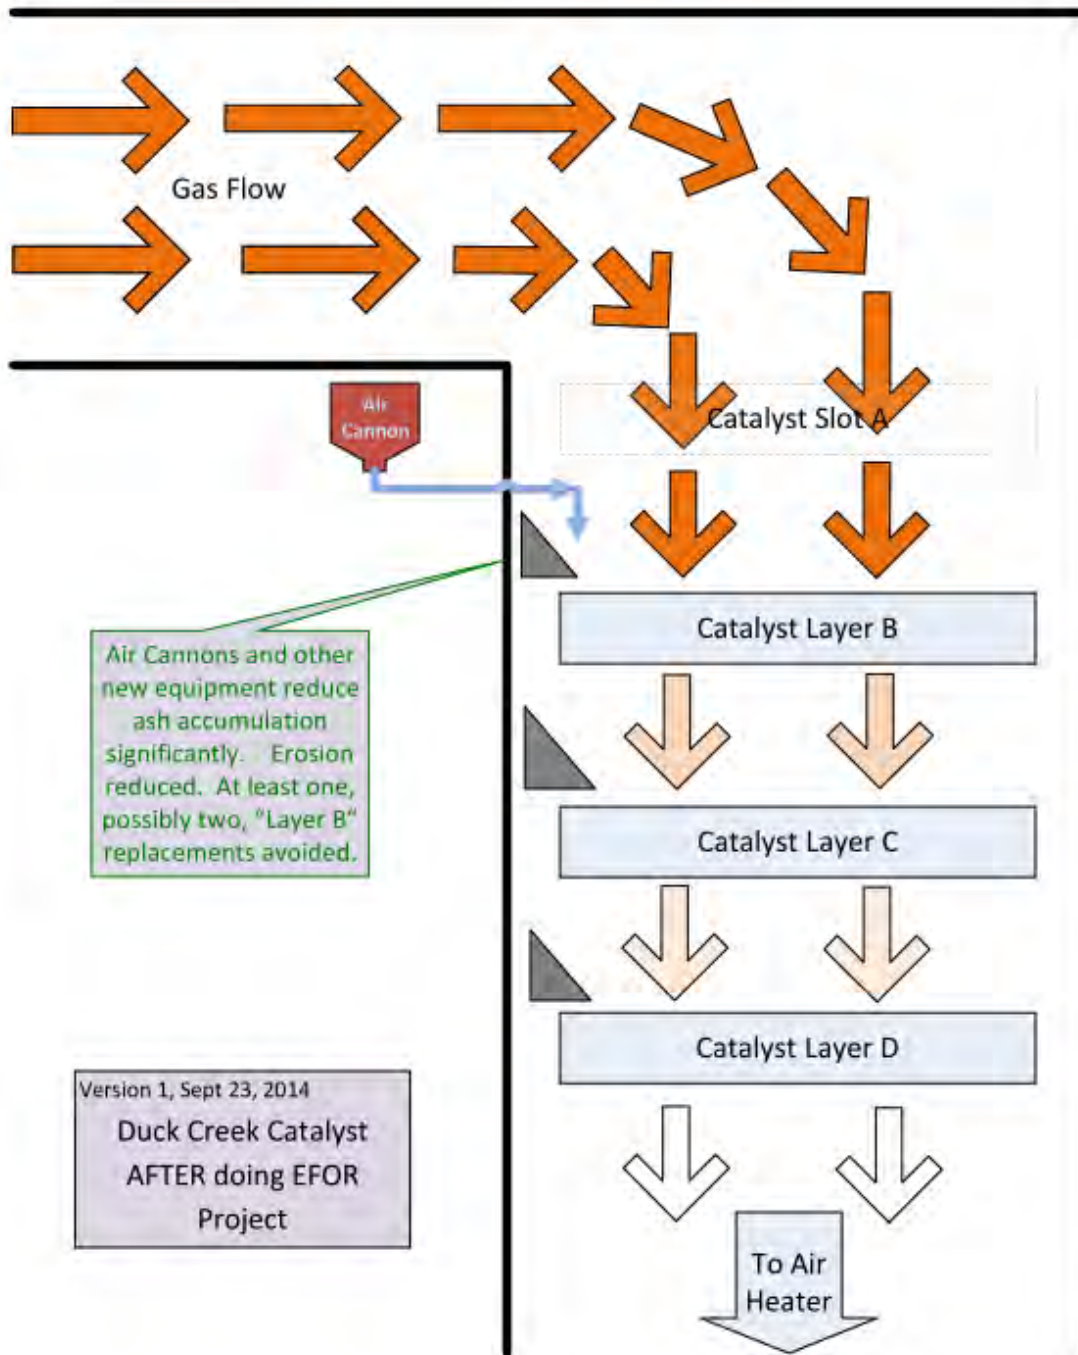 Gas Flow
Air
Cannon
Catalyst Slot A
Catalyst Layer B
Air Cannons and other
new equipment reduce
ash accumulation
significantly.   Erosion
reduced.  At least one,
possibly two, "Layer B"
replacements avoided.
Catalyst Layer C
Catalyst Layer D
Version 1, Sept 23, 2014
Duck Creek Catalyst
AFTER doing EFOR
Project
To Air
Heater